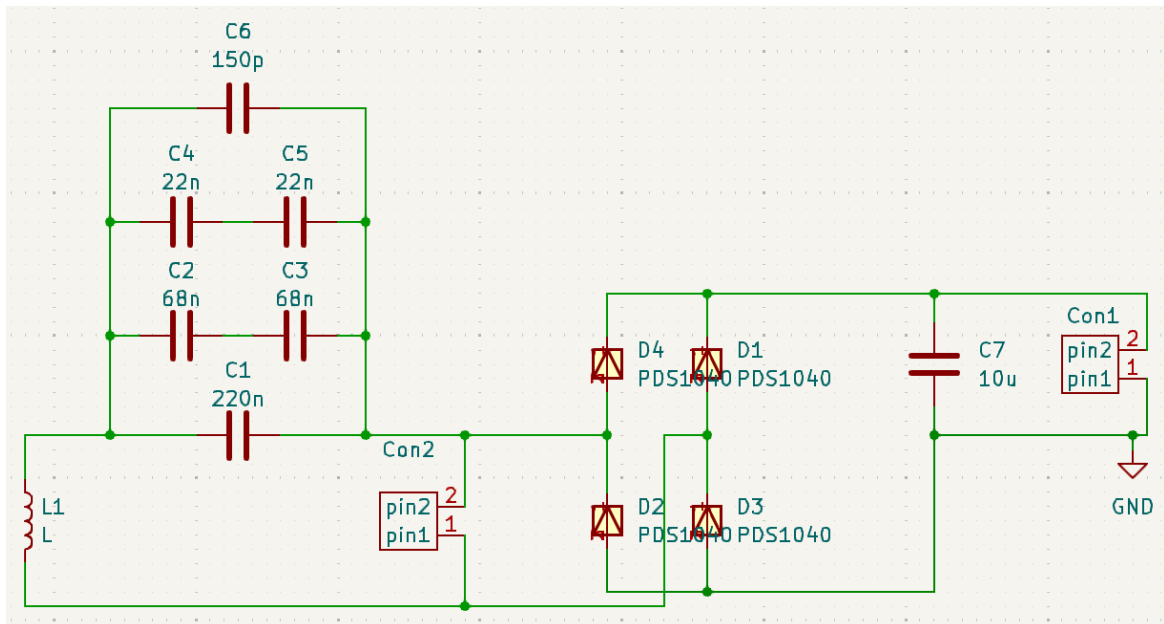 C6
150p
C4
22n
C5
22n
C2
68n
C3
68n
C1
220n
L1
L
Con2
pin2
2
pin1
1
D4
PDS1040
D1
PDS1040
D2
PDS1040
D3
PDS1040
C7
10u
Con1
pin2
2
pin1
1
GND